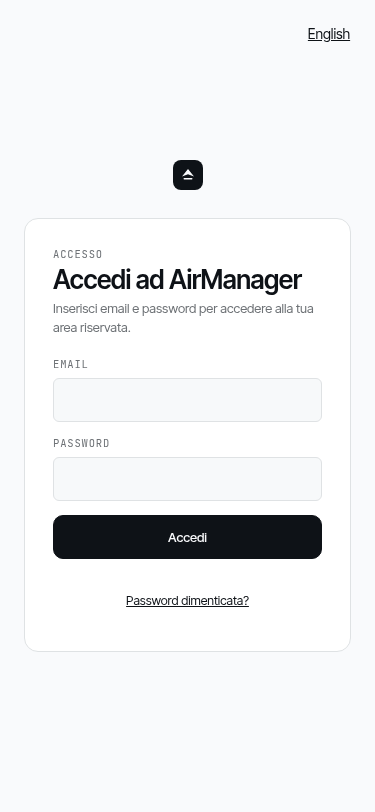 English
ACCESSO
Accedi ad AirManager
Inserisci email e password per accedere alla tua
area riservata.
EMAIL
PASSWORD
Accedi
Password dimenticata?